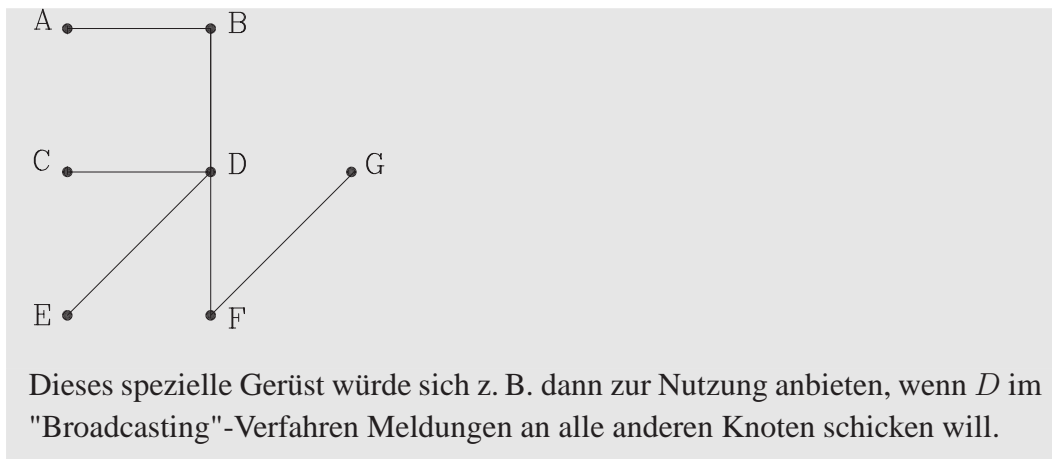 A B
C D G
E F
Dieses spezielle Gerüst würde sich z. B. dann zur Nutzung anbieten, wenn D im
"Broadcasting"-Verfahren Meldungen an alle anderen Knoten schicken will.